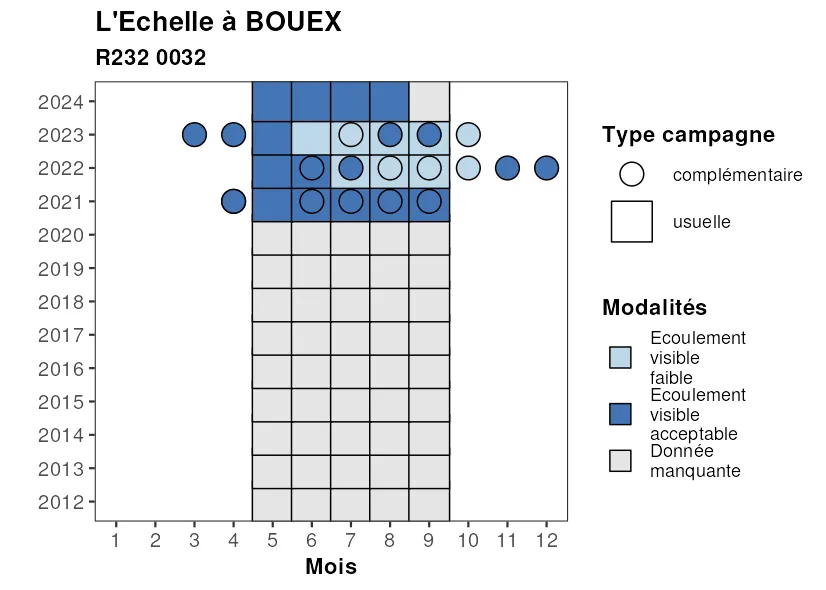 L'Echelle à BOUEX
R232 0032
2024
2023
2022
2021
2020
2019
2018
2017
2016
2015
2014
2013
2012
1 2 3 4 5 6 7 8 9 10 11 12
Mois
Type campagne
complémentaire
usuelle
Modalités
Ecoulement
visible
faible
Ecoulement
visible
acceptable
Donnée
manquante